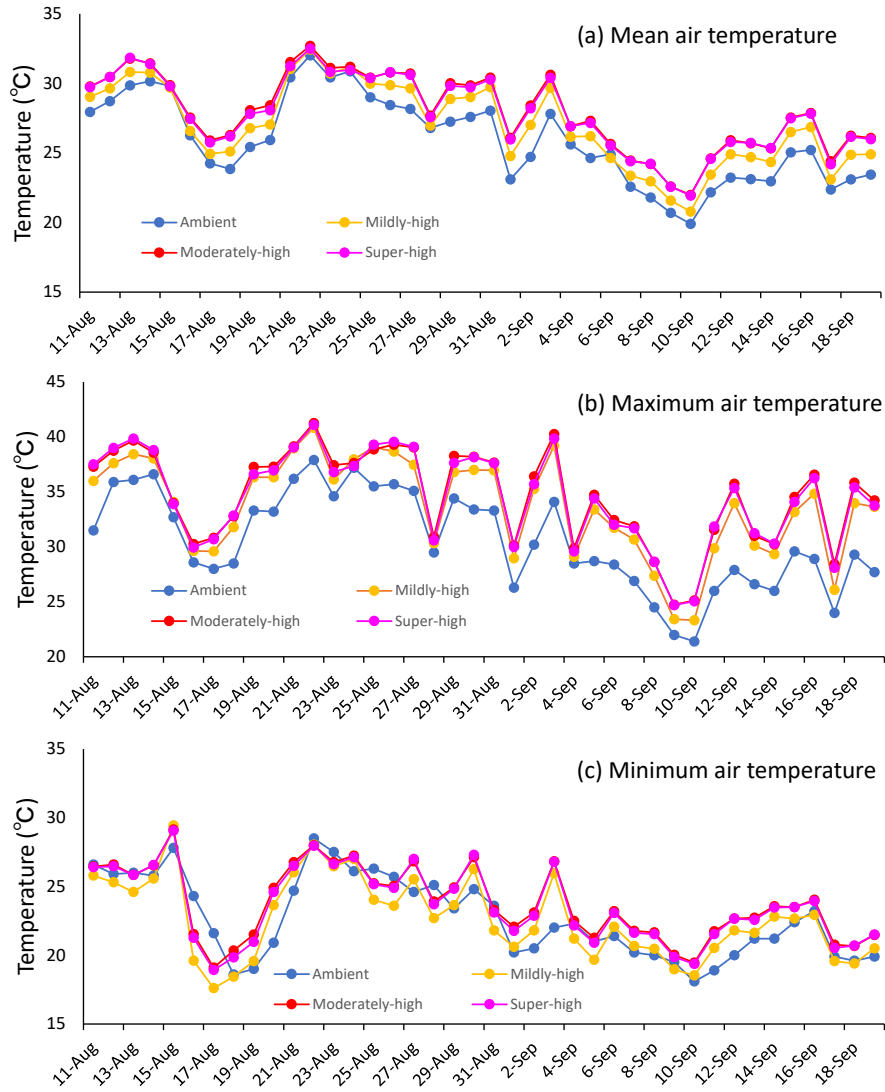 35
(a) Mean air temperature
30
25
20
15
Temperature (℃)
Ambient Mildly-high
Moderately-high Super-high
11-Aug 13-Aug 15-Aug 17-Aug 19-Aug 21-Aug 23-Aug 25-Aug 27-Aug 29-Aug 31-Aug 2-Sep 4-Sep 6-Sep 8-Sep 10-Sep 12-Sep 14-Sep 16-Sep 18-Sep
45
(b) Maximum air temperature
40
35
30
25
20
Temperature (℃)
Ambient Mildly-high
Moderately-high Super-high
11-Aug 13-Aug 15-Aug 17-Aug 19-Aug 21-Aug 23-Aug 25-Aug 27-Aug 29-Aug 31-Aug 2-Sep 4-Sep 6-Sep 8-Sep 10-Sep 12-Sep 14-Sep 16-Sep 18-Sep
35
(c) Minimum air temperature
30
25
20
15
Temperature (℃)
Ambient Mildly-high
Moderately-high Super-high
11-Aug 13-Aug 15-Aug 17-Aug 19-Aug 21-Aug 23-Aug 25-Aug 27-Aug 29-Aug 31-Aug 2-Sep 4-Sep 6-Sep 8-Sep 10-Sep 12-Sep 14-Sep 16-Sep 18-Sep